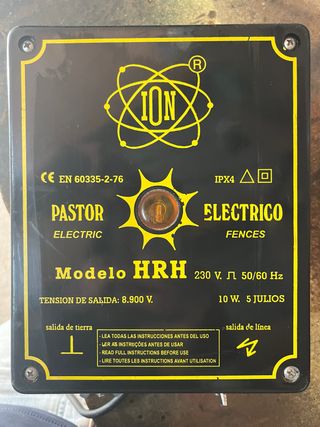 ®
ION
CE EN 60335-2-76 IPX4
PASTOR ELECTRICO
ELECTRIC FENCES
Modelo HRH 230 V. 50/60 Hz
TENSION DE SALIDA: 8.900 V. 10 W. 5 JULIOS
salida de tierra
salida de línea
- LEA TODAS LAS INSTRUCCIONES ANTES DEL USO
- LER AS INSTRUÇÕES ANTES DE USAR
- READ FULL INSTRUCTIONS BEFORE USE
- LIRE TOUTES LES INSTRUCTIONS AVANT UTILISATION